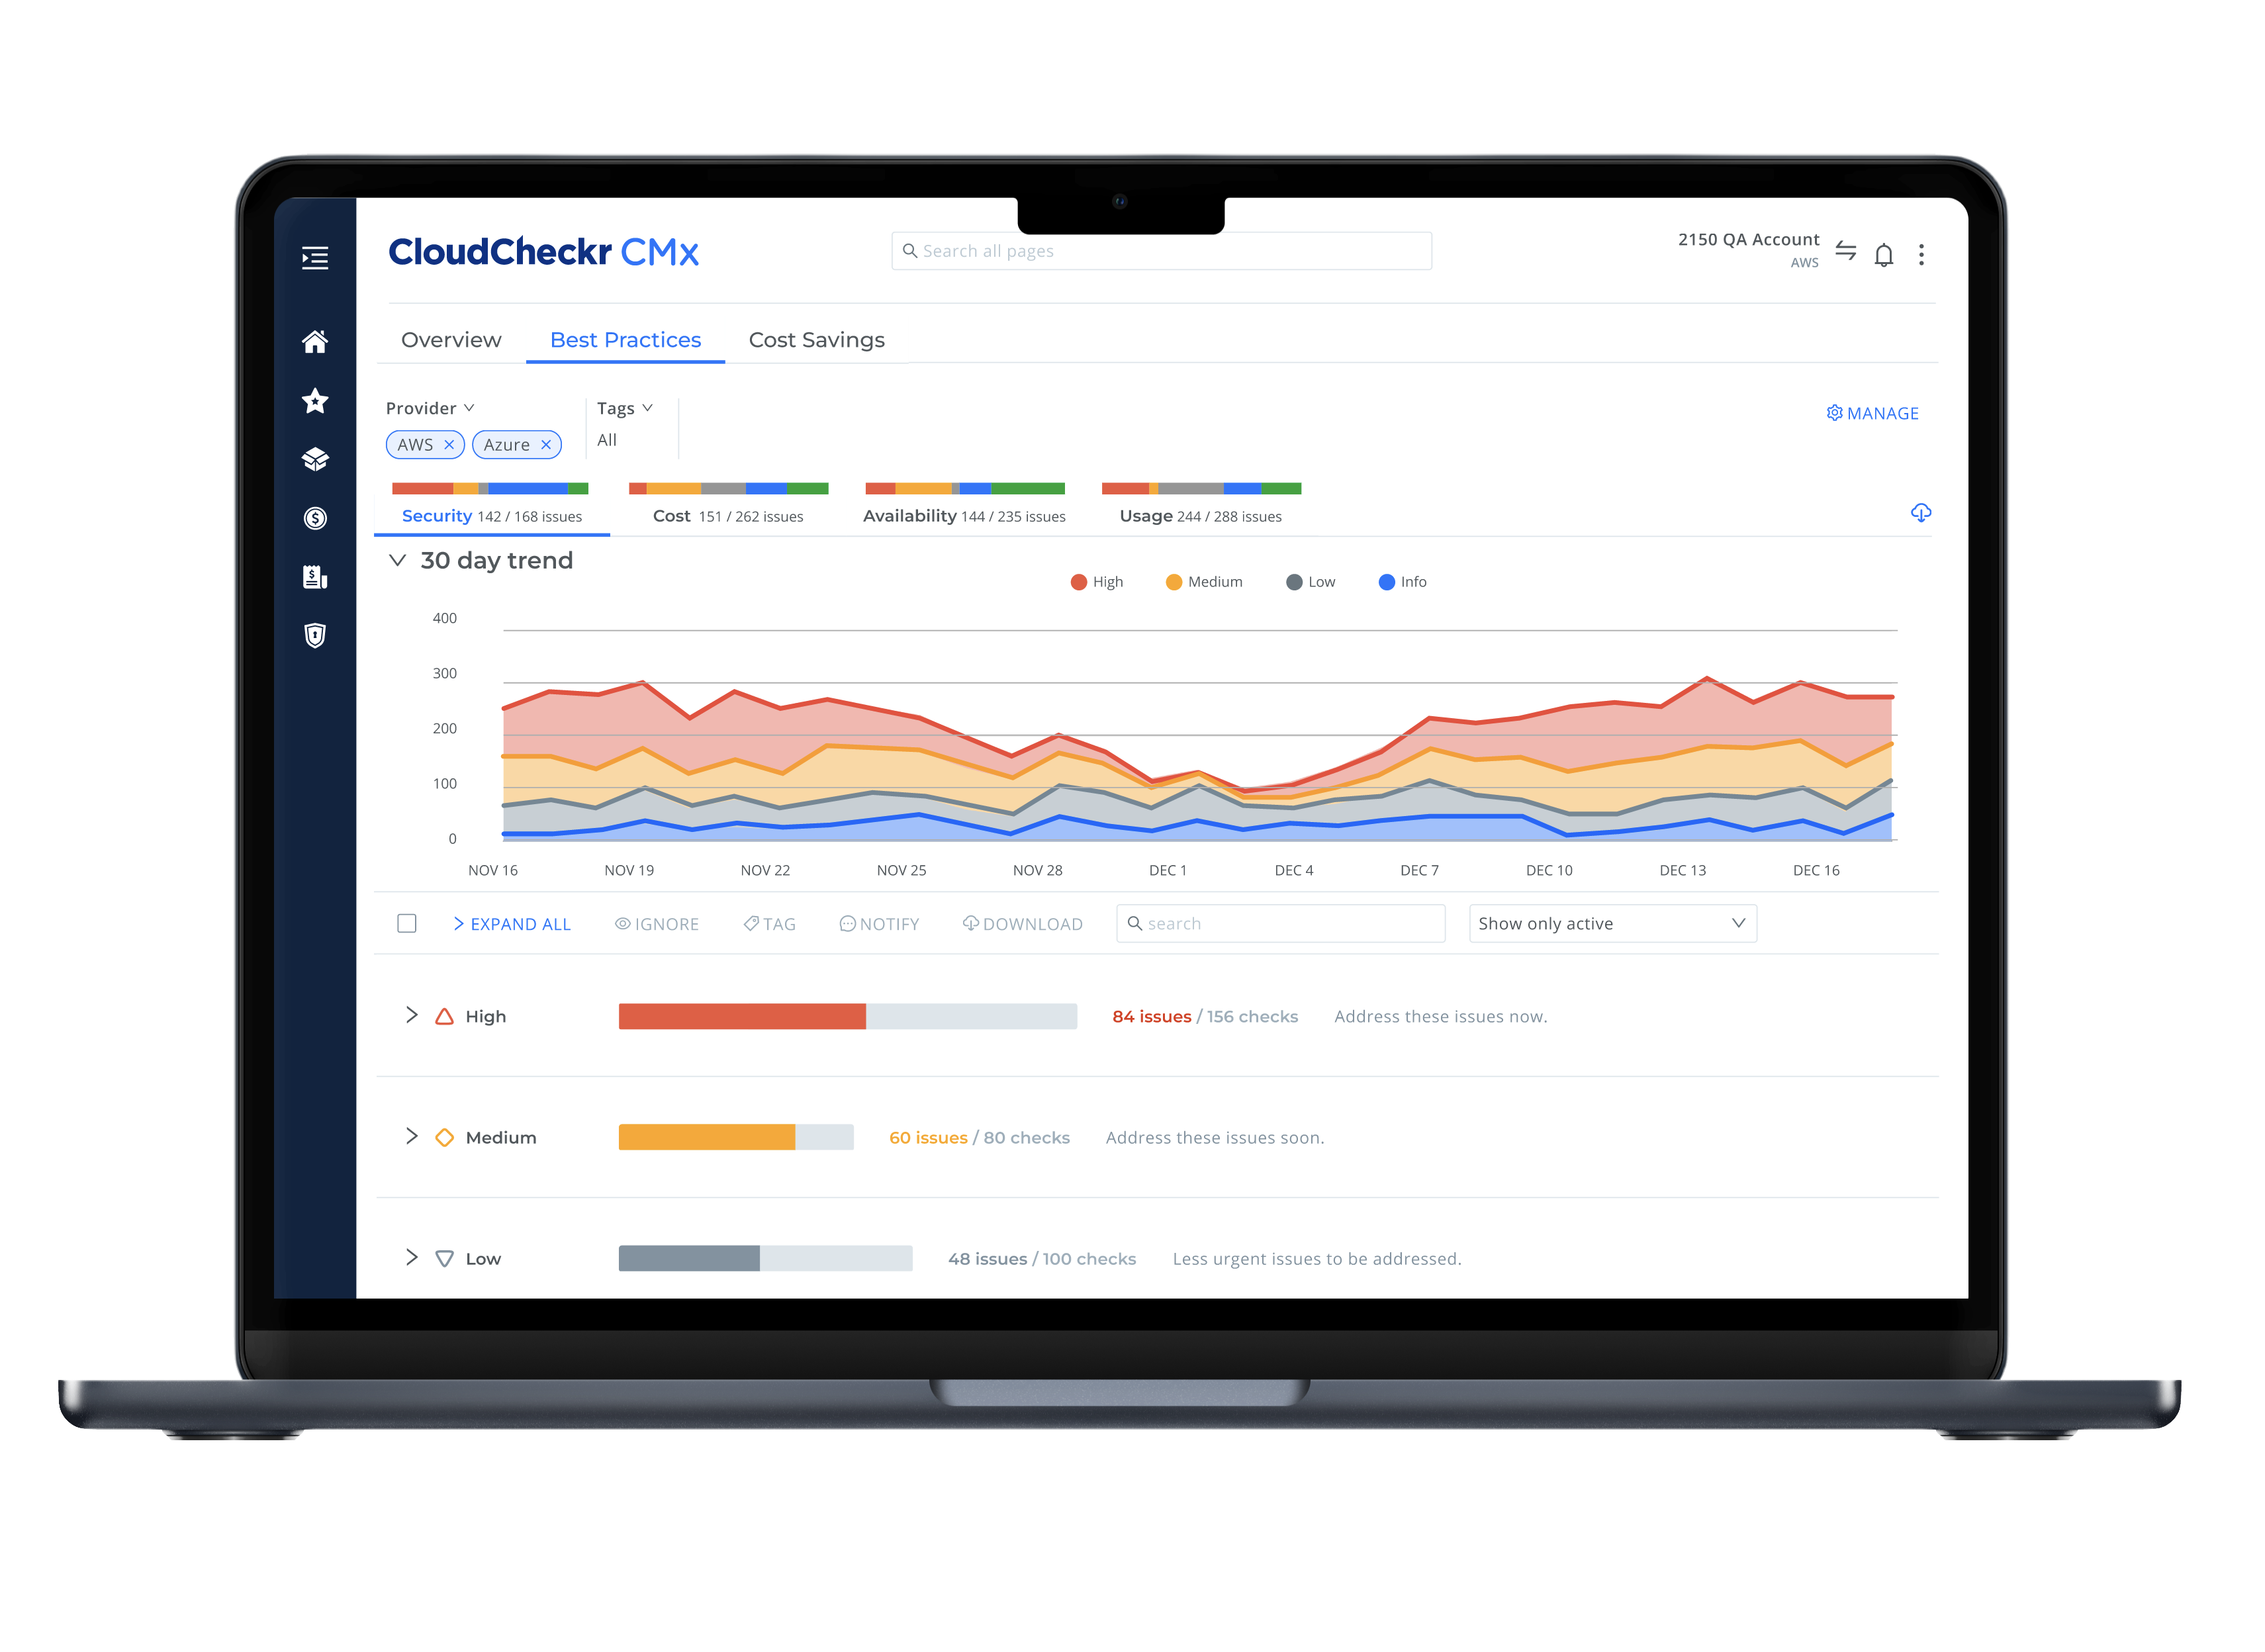 CloudCheckr CMx
Search all pages
2150 QA Account
AWS
Overview Best Practices Cost Savings
Provider Tags
MANAGE
AWS Azure All
Security 142 / 168 issues Cost 151 / 262 issues Availability 144 / 235 issues Usage 244 / 288 issues
30 day trend
High Medium Low Info
400
300
200
100
0
NOV 16 NOV 19 NOV 22 NOV 25 NOV 28 DEC 1 DEC 4 DEC 7 DEC 10 DEC 13 DEC 16
EXPAND ALL IGNORE TAG NOTIFY DOWNLOAD search Show only active
High 84 issues / 156 checks Address these issues now.
Medium 60 issues / 80 checks Address these issues soon.
Low 48 issues / 100 checks Less urgent issues to be addressed.